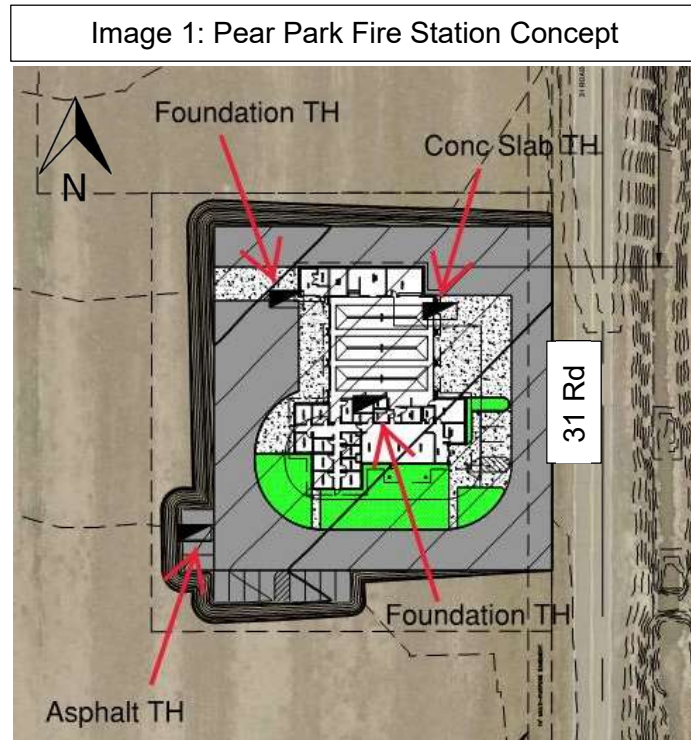 Image 1: Pear Park Fire Station Concept
Foundation TH
Conc Slab TH
N
31 Rd
Foundation TH
Asphalt TH